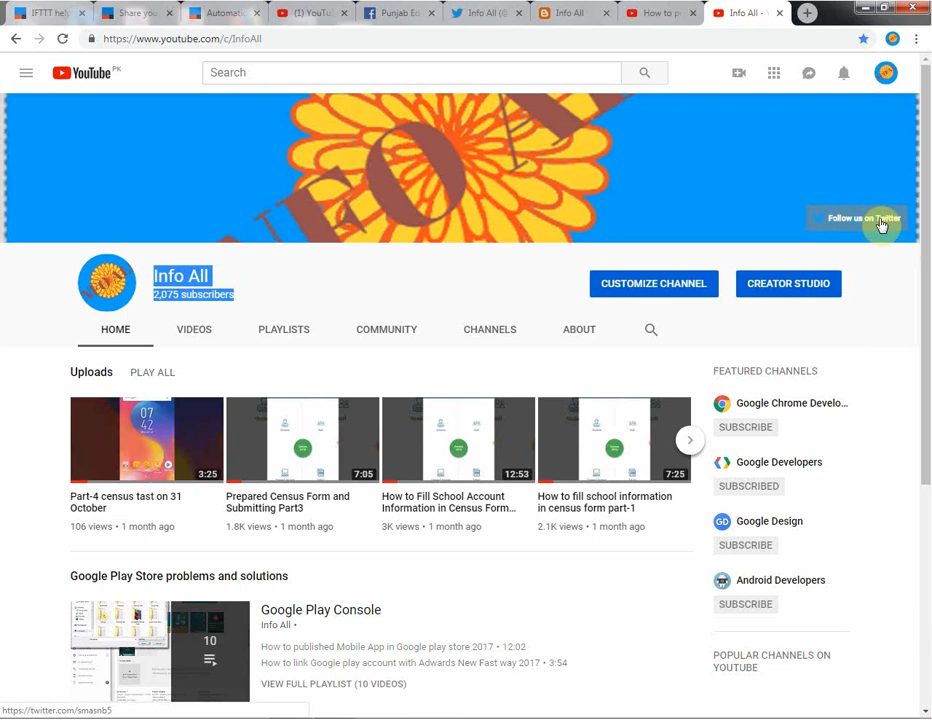 IFTTT help
Share you
Automatic
(1) YouTu
Punjab Ed
Info All (@
Info All
How to p
Info All -
https://www.youtube.com/c/InfoAll
YouTube PK
Search
INFO A
Follow us on Twitter
Info All
2,075 subscribers
CUSTOMIZE CHANNEL
CREATOR STUDIO
HOME
VIDEOS
PLAYLISTS
COMMUNITY
CHANNELS
ABOUT
Uploads
PLAY ALL
07
42
3:25
7:05
12:53
7:25
Part-4 census tast on 31
October
106 views • 1 month ago
Prepared Census Form and
Submitting Part3
1.8K views • 1 month ago
How to Fill School Account
Information in Census Form...
3K views • 1 month ago
How to fill school information
in census form part-1
2.1K views • 1 month ago
FEATURED CHANNELS
Google Chrome Develo...
SUBSCRIBE
Google Developers
SUBSCRIBED
GD
Google Design
SUBSCRIBE
Android Developers
SUBSCRIBE
POPULAR CHANNELS ON
YOUTUBE
Google Play Store problems and solutions
10
Google Play Console
Info All •
How to published Mobile App in Google play store 2017 • 12:02
How to link Google play account with Adwards New Fast way 2017 • 3:54
VIEW FULL PLAYLIST (10 VIDEOS)
https://twitter.com/smasnb5